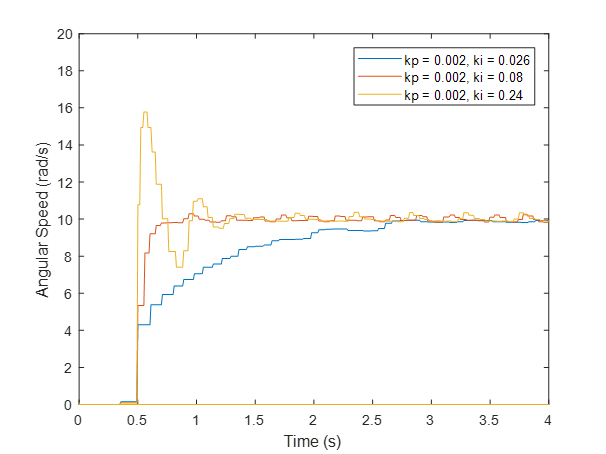 20
18
16
14
12
10
8
6
4
2
0
Angular Speed (rad/s)
kp = 0.002, ki = 0.026
kp = 0.002, ki = 0.08
kp = 0.002, ki = 0.24
0 0.5 1 1.5 2 2.5 3 3.5 4
Time (s)